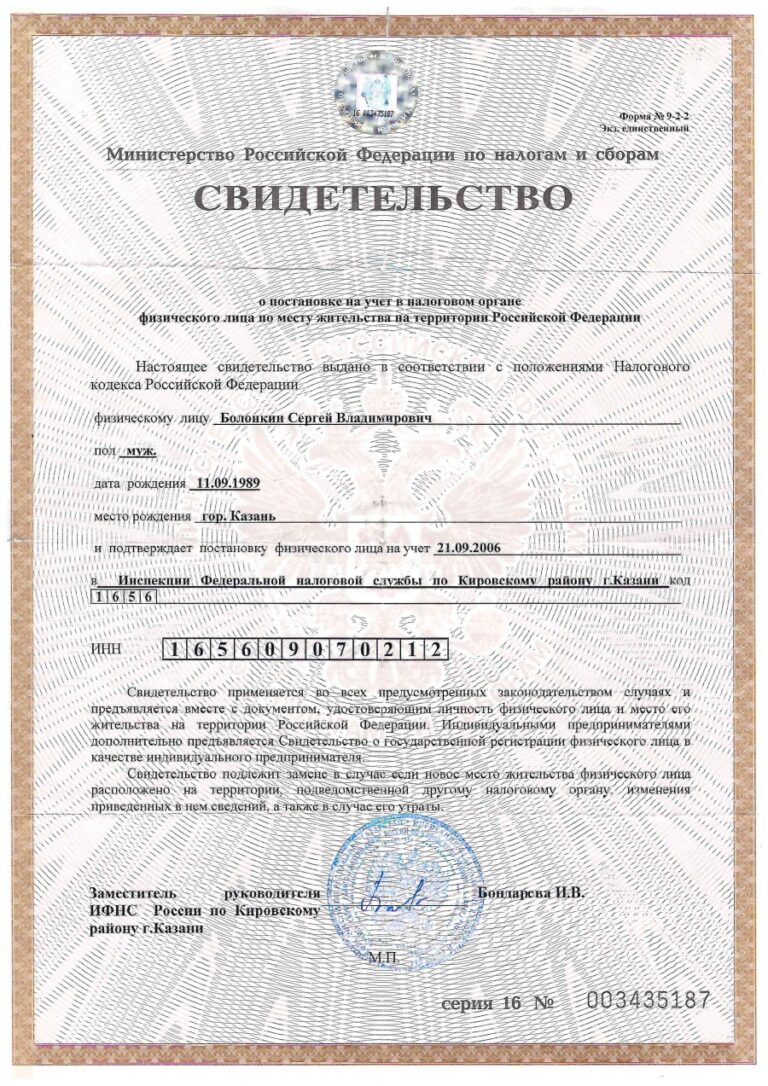 16 003435187
Форма № 9-2-2
Экз. единственный
Министерство Российской Федерации по налогам и сборам
СВИДЕТЕЛЬСТВО
о постановке на учет в налоговом органе
физического лица по месту жительства на территории Российской Федерации
Настоящее свидетельство выдано в соответствии с положениями Налогового
кодекса Российской Федерации
физическому лицу Болонкин Сергей Владимирович
пол муж.
дата рождения 11.09.1989
место рождения гор. Казань
и подтверждает постановку физического лица на учет 21.09.2006
в Инспекции Федеральной налоговой службы по Кировскому району г.Казани код
1656
ИНН 165609070212
Свидетельство применяется во всех предусмотренных законодательством случаях и
предъявляется вместе с документом, удостоверяющим личность физического лица и место его
жительства на территории Российской Федерации. Индивидуальными предпринимателями
дополнительно предъявляется Свидетельство о государственной регистрации физического лица в
качестве индивидуального предпринимателя.
Свидетельство подлежит замене в случае если новое место жительства физического лица
расположено на территории, подведомственной другому налоговому органу, изменения
приведенных в нем сведений, а также в случае его утраты.
Заместитель руководителя
ИФНС России по Кировскому
району г.Казани
Бондарева И.В.
М.П.
серия 16 № 003435187